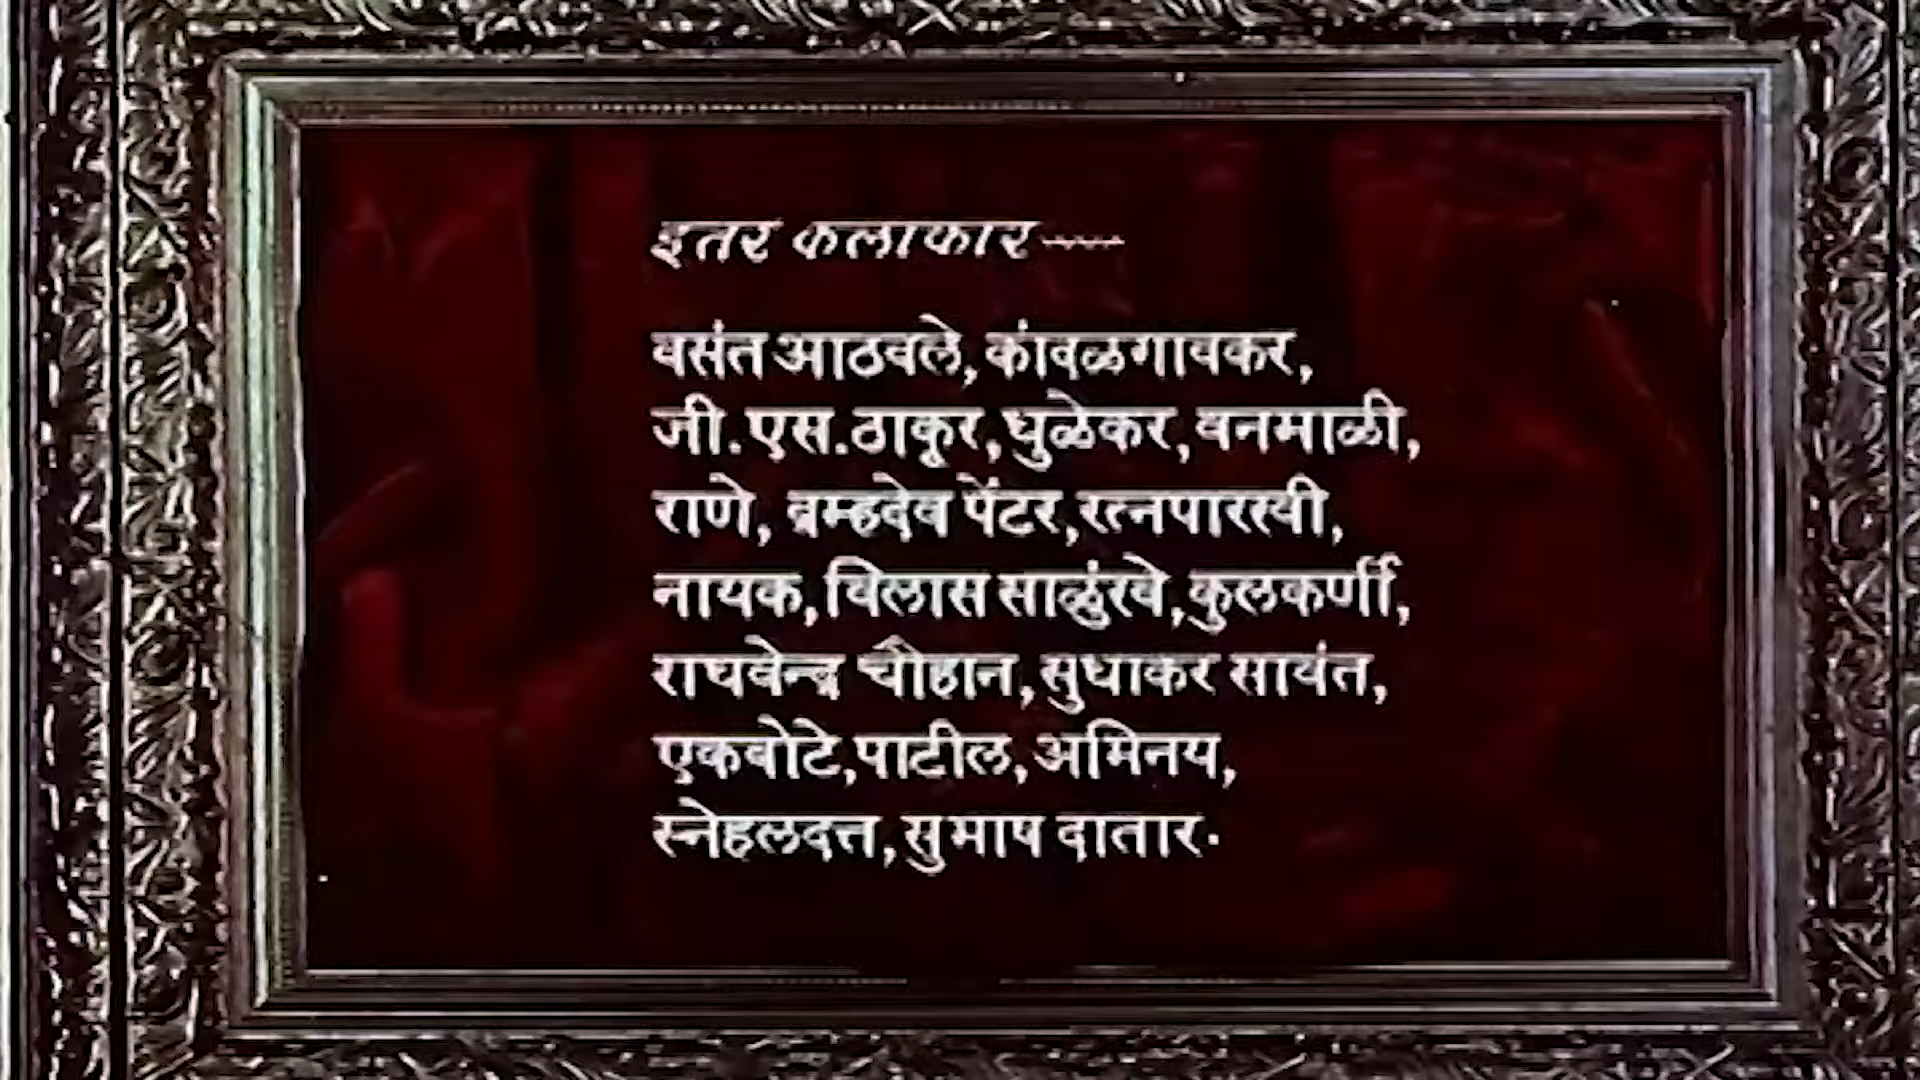 इतर कलाकार~~~~
वसंत आठवले, कांवळगावकर,
जी. एस. ठाकूर, धुळेकर, वनमाळी,
राणे, ब्रम्हदेव पेंटर, रत्नपारखी,
नायक, विलास साळुंखे, कुलकर्णी,
राघवेन्द्र चौहान, सुधाकर सावंत,
एकबोटे, पाटील, अभिनय,
स्नेहलदत्त, सुभाष दातार.